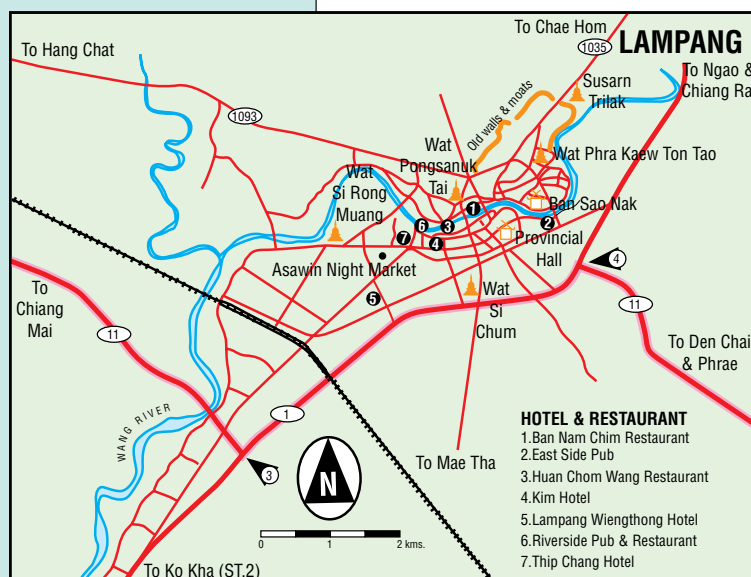 To Chae Hom
1035
LAMPANG
To Hang Chat
To Ngao &
Chiang Ra
Susarn
Trilak
Old walls & moats
1093
Wat
Pongsanuk
Tai
Wat Phra Kaew Ton Tao
Wat
Si Rong
Muang
Ban Sao Nak
1
2
3
6
7
4
Provincial
Hall
Asawin Night Market
4
To
Chiang
Mai
5
Wat
Si
Chum
11
11
To Den Chai
& Phrae
WANG RIVER
1
3
N
To Mae Tha
0 1 2 kms.
To Ko Kha (ST.2)
HOTEL & RESTAURANT
1.Ban Nam Chim Restaurant
2.East Side Pub
3.Huan Chom Wang Restaurant
4.Kim Hotel
5.Lampang Wiengthong Hotel
6.Riverside Pub & Restaurant
7.Thip Chang Hotel